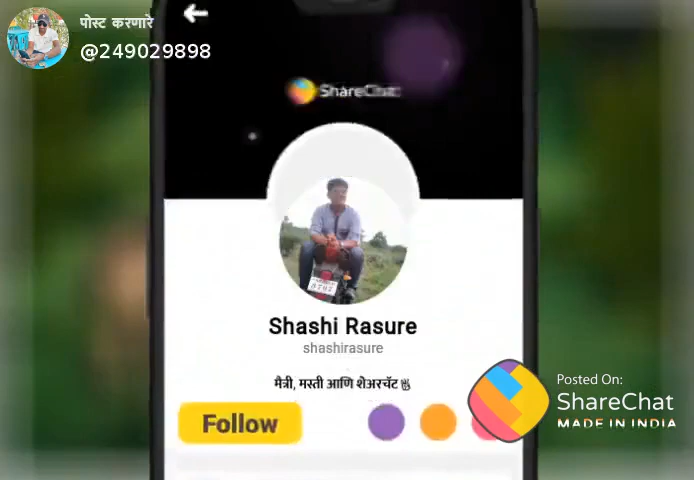 पोस्ट करणारे
@249029898
ShareChat
Shashi Rasure
shashirasure
मैत्री, मस्ती आणि शेअरचॅट
Follow
Posted On:
ShareChat
MADE IN INDIA